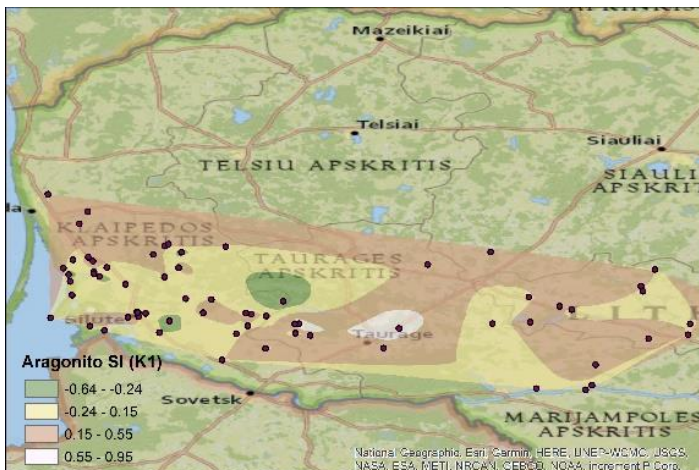 Mazeikiai
Telsiai
Siauliai
TELSIU APSKRITIS
SIAULI
APSKRI
KLAIPEDOS
APSKRITIS
TAURAGES
APSKRITIS
LITH
Silute
Taurage
Aragonito SI (K1)
-0.64 - -0.24
-0.24 - 0.15
0.15 - 0.55
0.55 - 0.95
Sovetsk
MARIJAMPOLES
APSKRITIS
National Geographic, Esri, Garmin, HERE, UNEP-WCMC, USGS,
NASA, ESA, METI, NRCAN, GEBCO, NOAA, increment P Corp.